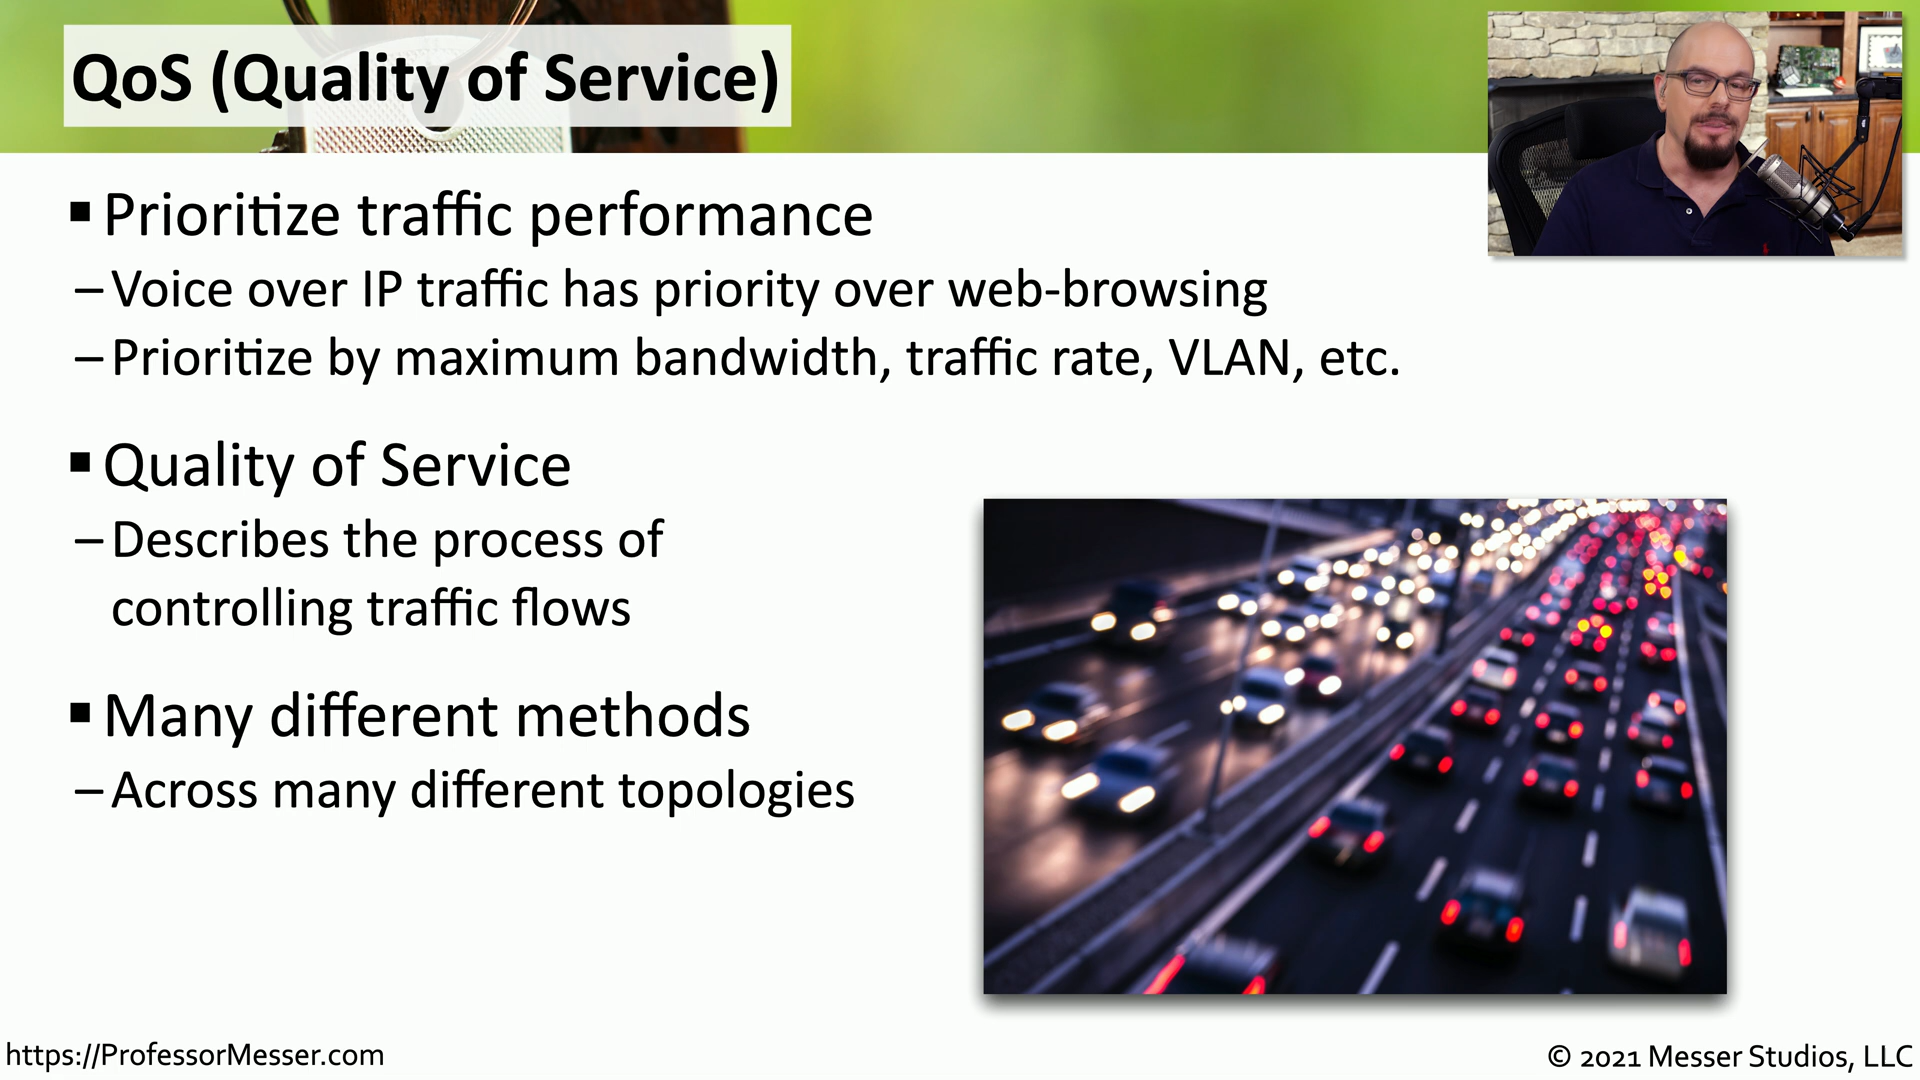 QoS (Quality of Service)
▪ Prioritize traffic performance
– Voice over IP traffic has priority over web-browsing
– Prioritize by maximum bandwidth, traffic rate, VLAN, etc.
▪ Quality of Service
– Describes the process of
controlling traffic flows
▪ Many different methods
– Across many different topologies
https://ProfessorMesser.com
© 2021 Messer Studios, LLC